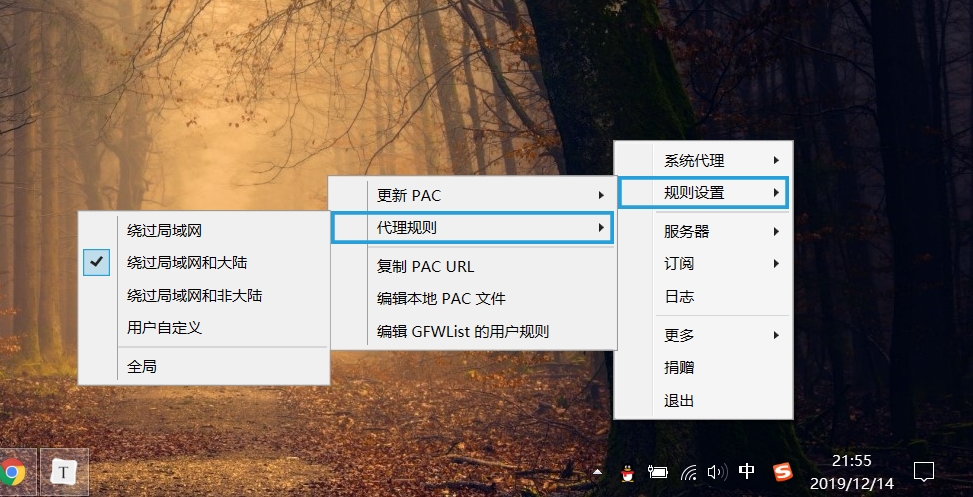 系统代理
规则设置
服务器
订阅
日志
更多
捐赠
退出
更新 PAC
代理规则
复制 PAC URL
编辑本地 PAC 文件
编辑 GFWList 的用户规则
绕过局域网
绕过局域网和大陆
绕过局域网和非大陆
用户自定义
全局
T
中
S
21:55
2019/12/14